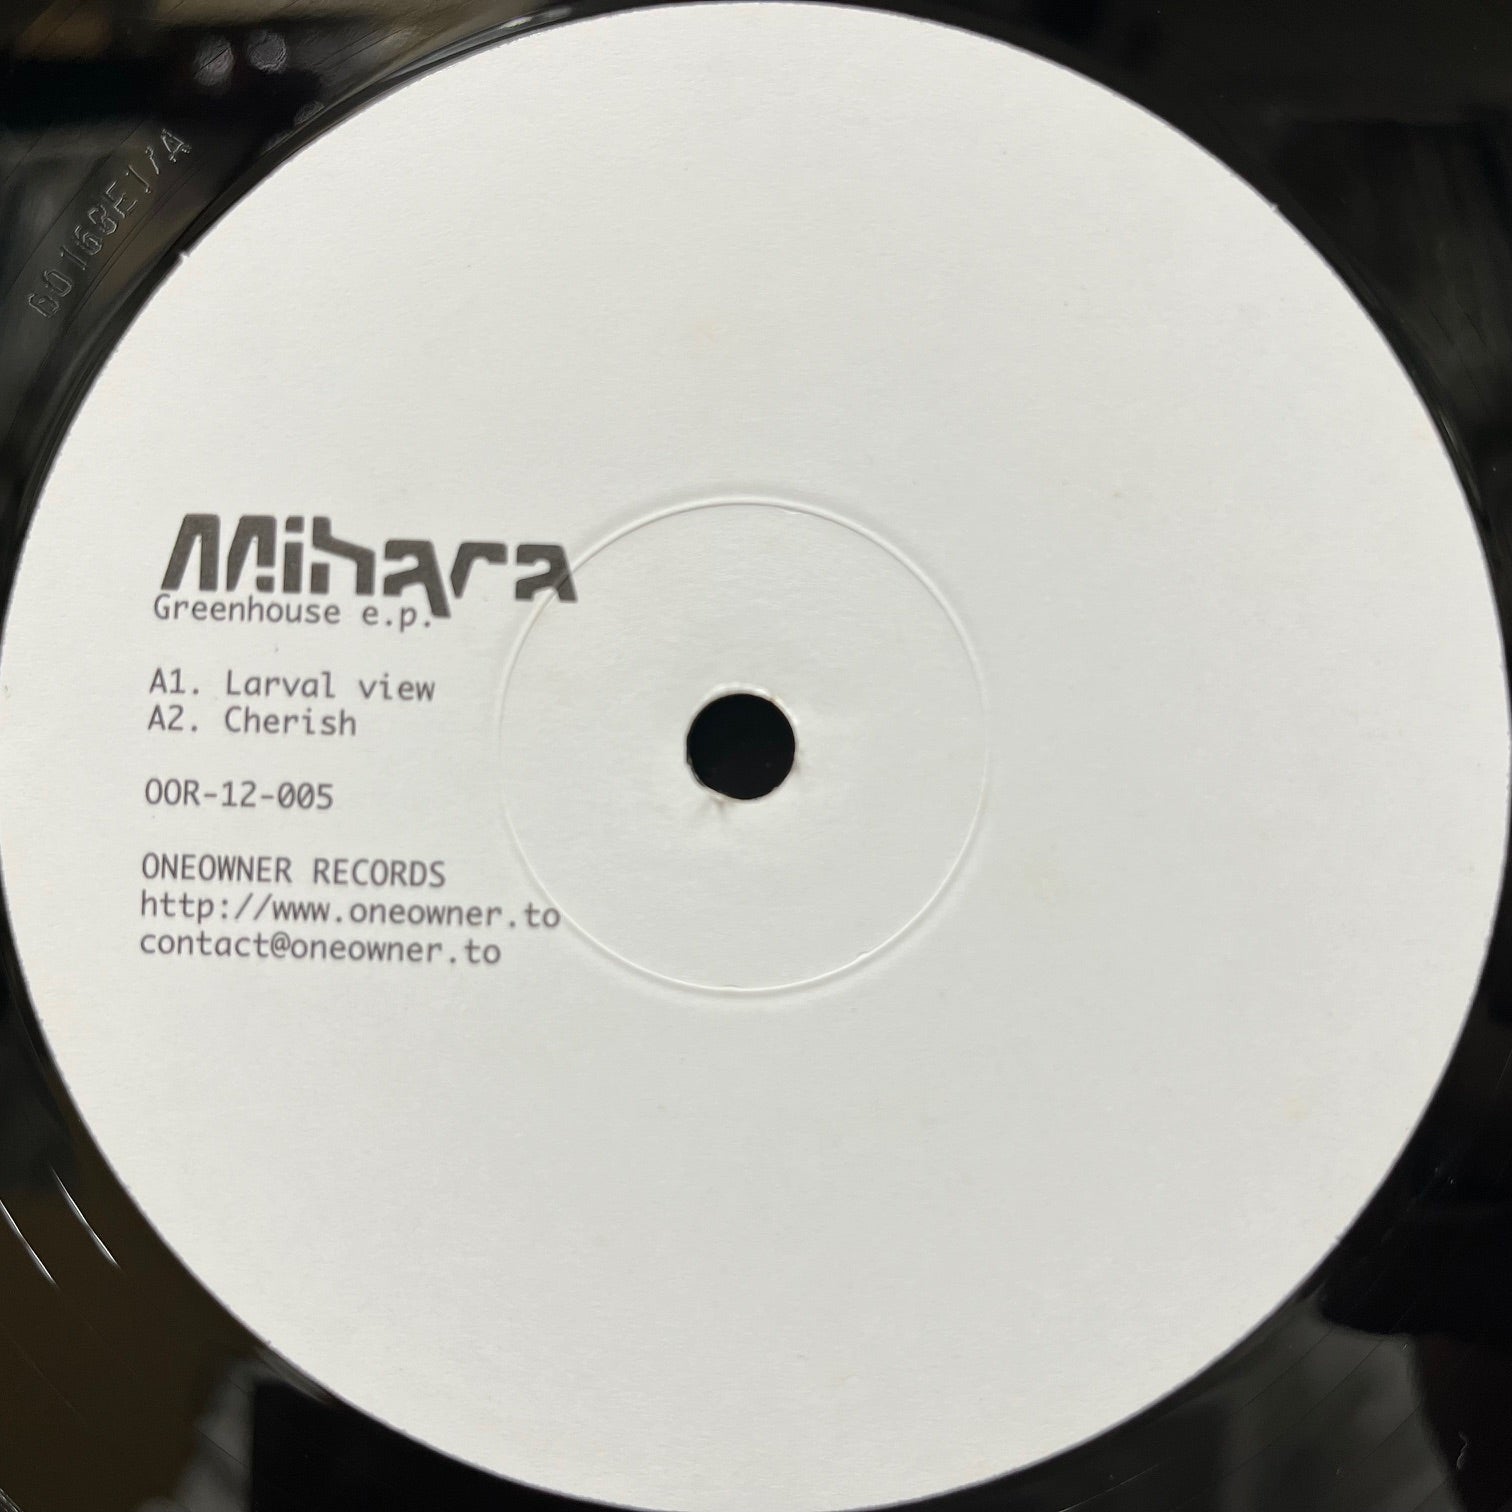 60168E1/A
Mihara
Greenhouse e.p.
A1. Larval view
A2. Cherish
OOR-12-005
ONEOWNER RECORDS
http://www.oneowner.to
contact@oneowner.to